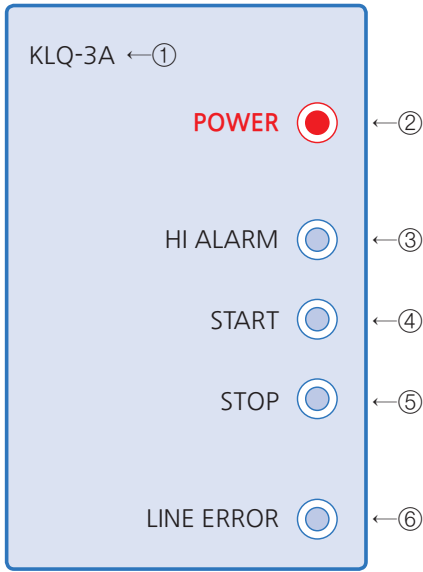 KLQ-3A ←①
POWER ←②
HI ALARM ←③
START ←④
STOP ←⑤
LINE ERROR ←⑥